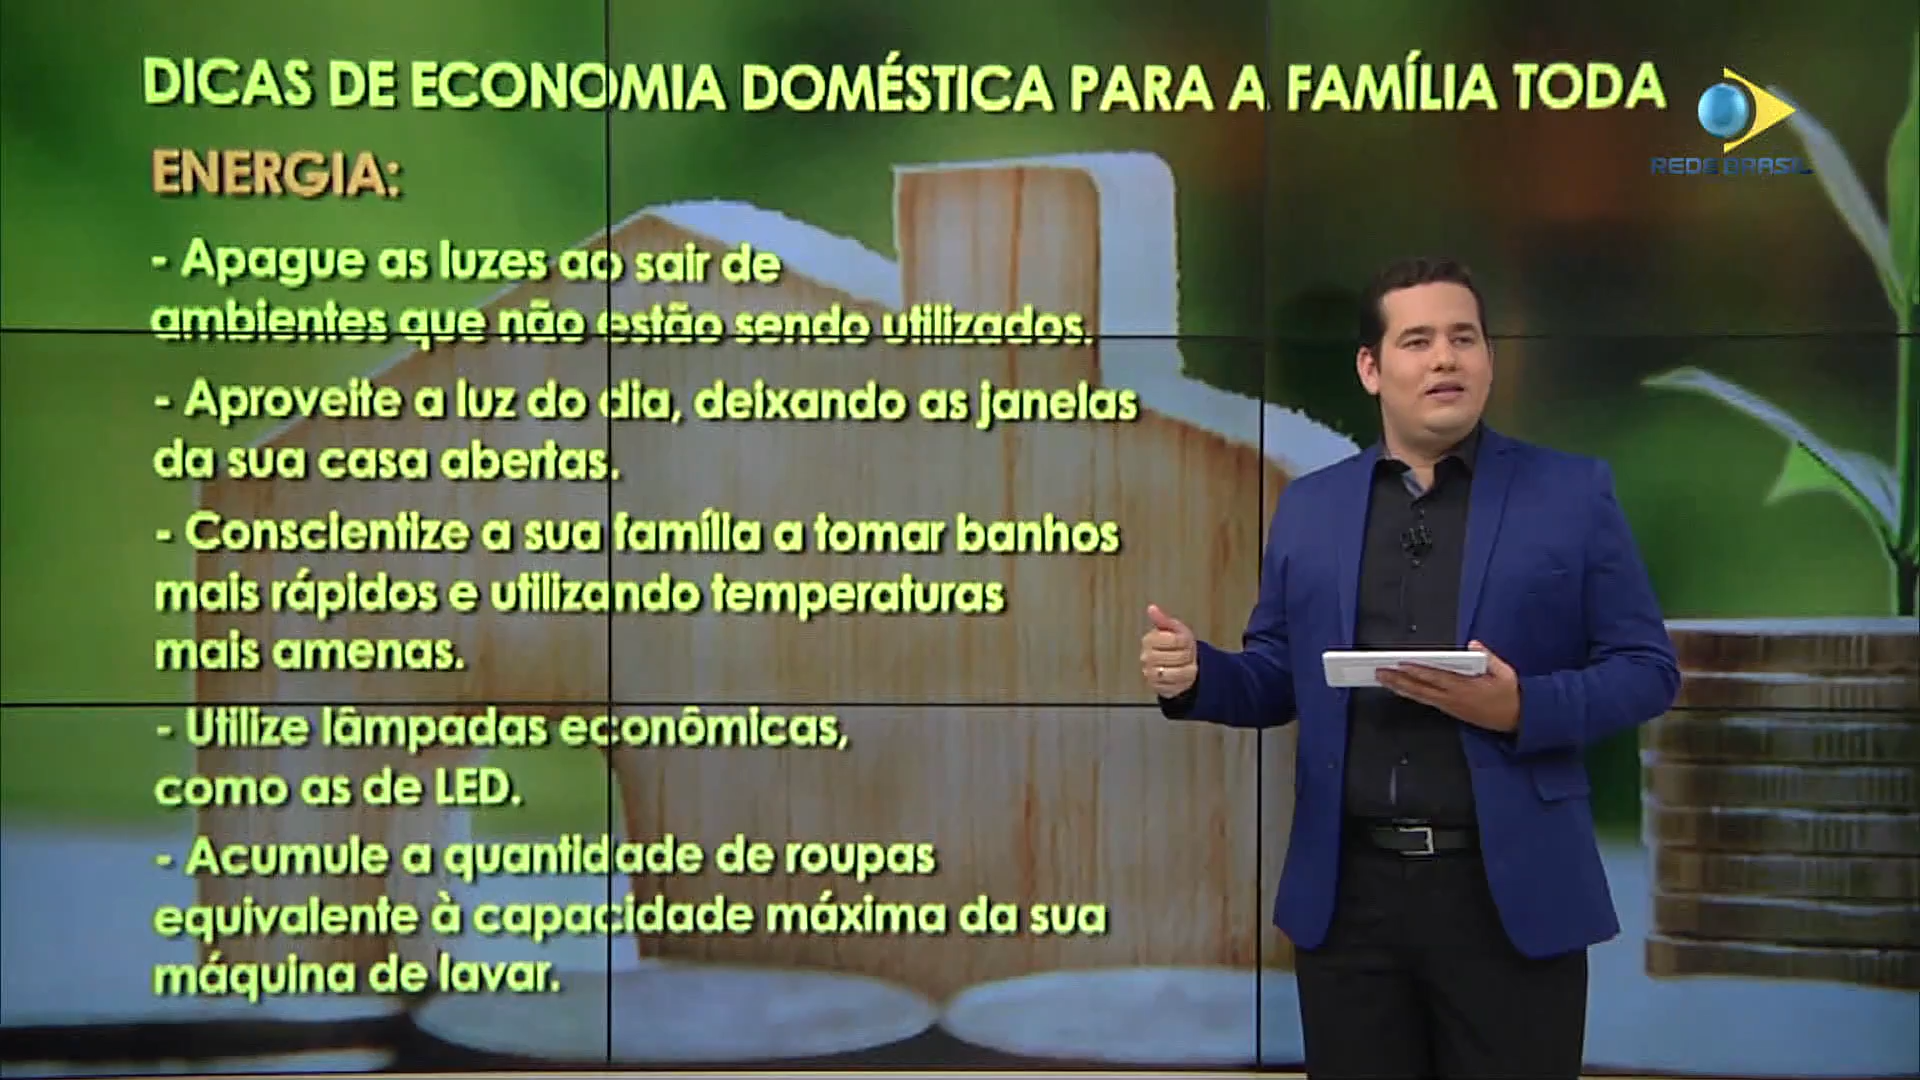 DICAS DE ECONOMIA DOMÉSTICA PARA A FAMÍLIA TODA
REDE BRASIL
ENERGIA:
- Apague as luzes ao sair de
ambientes que não estão sendo utilizados.
- Aproveite a luz do dia, deixando as janelas
da sua casa abertas.
- Conscientize a sua família a tomar banhos
mais rápidos e utilizando temperaturas
mais amenas.
- Utilize lâmpadas econômicas,
como as de LED.
- Acumule a quantidade de roupas
equivalente à capacidade máxima da sua
máquina de lavar.